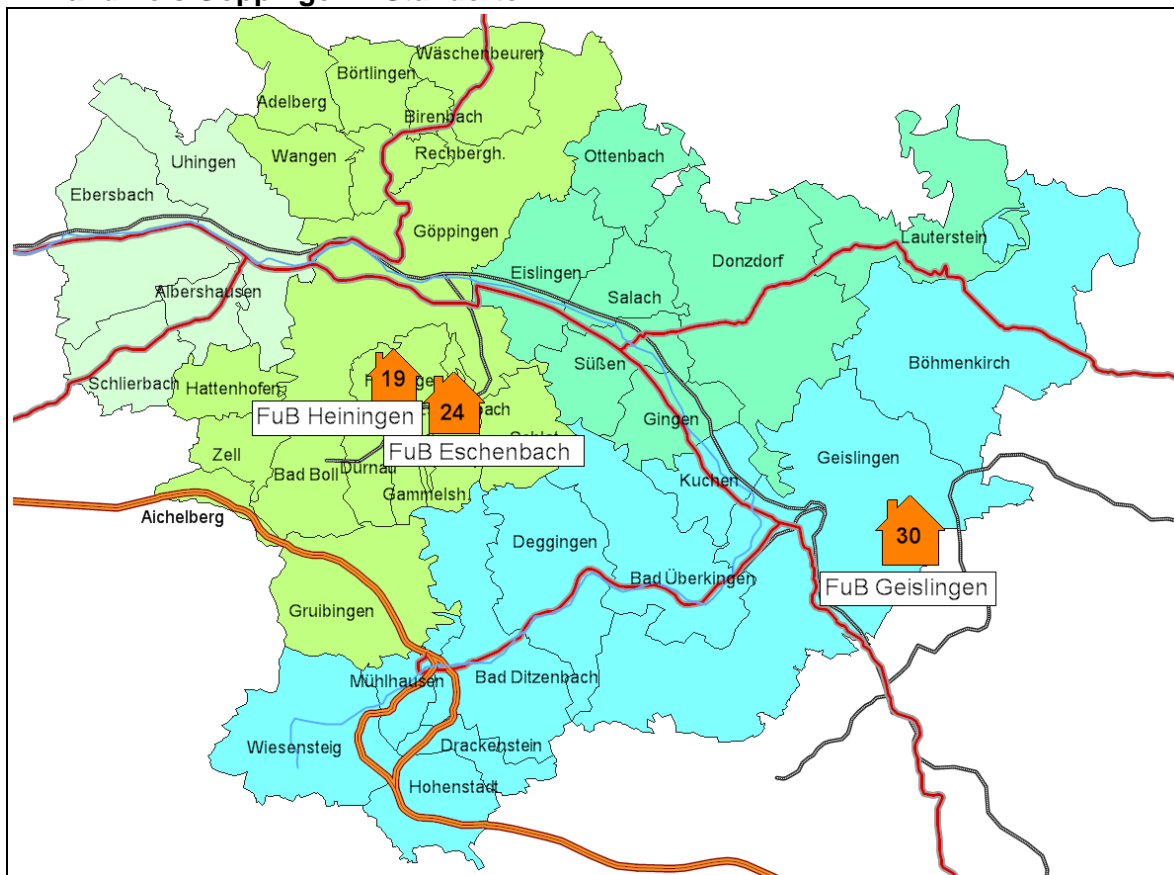 Wäschenbeuren
Börtlingen
Adelberg
Birenbach
Rechbergh.
Wangen
Ottenbach
Uhingen
Ebersbach
Göppingen
Lauterstein
Donzdorf
Eislingen
Salach
Albershausen
Böhmenkirch
Süßen
Schlierbach
Hattenhofen
19
24
FuB Heiningen
Gingen
FuB Eschenbach
Zell
Bad Boll
Dürnau
Gammelsh.
Geislingen
Kuchen
Aichelberg
30
Deggingen
Bad Überkingen
FuB Geislingen
Gruibingen
Mühlhausen
Bad Ditzenbach
Wiesensteig
Drackenstein
Hohenstadt